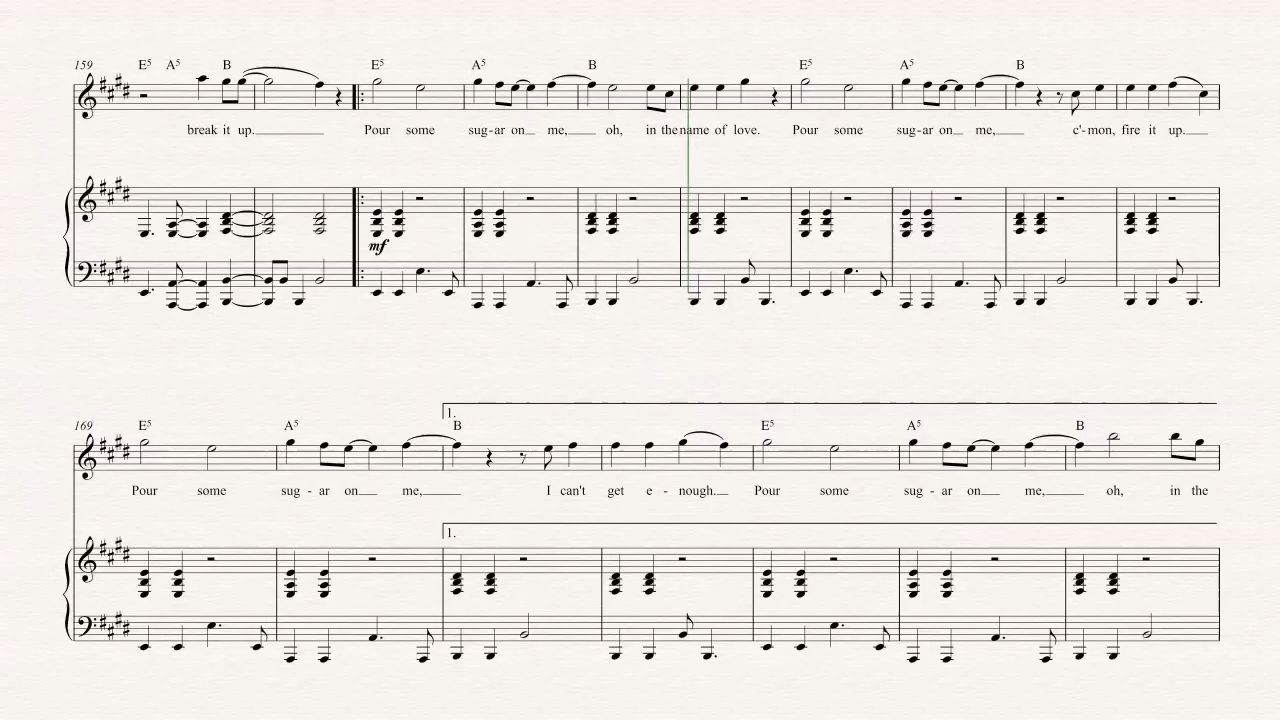 159 E5 A5 B E5 A5 B E5 A5 B
break it up. Pour some sug-ar on me, oh, in the name of love. Pour some sug-ar on me, c'-mon, fire it up.
mf
1.
169 E5 A5 B E5 A5 B
Pour some sug - ar on me, I can't get e - nough. Pour some sug - ar on me, oh, in the
1.